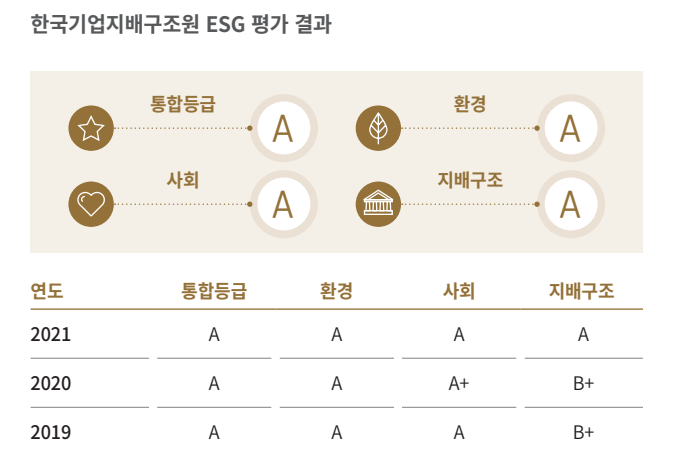 한국기업지배구조원 ESG 평가 결과
통합등급 A 환경 A
사회 A 지배구조 A
연도 통합등급 환경 사회 지배구조
2021 A A A A
2020 A A A+ B+
2019 A A A B+